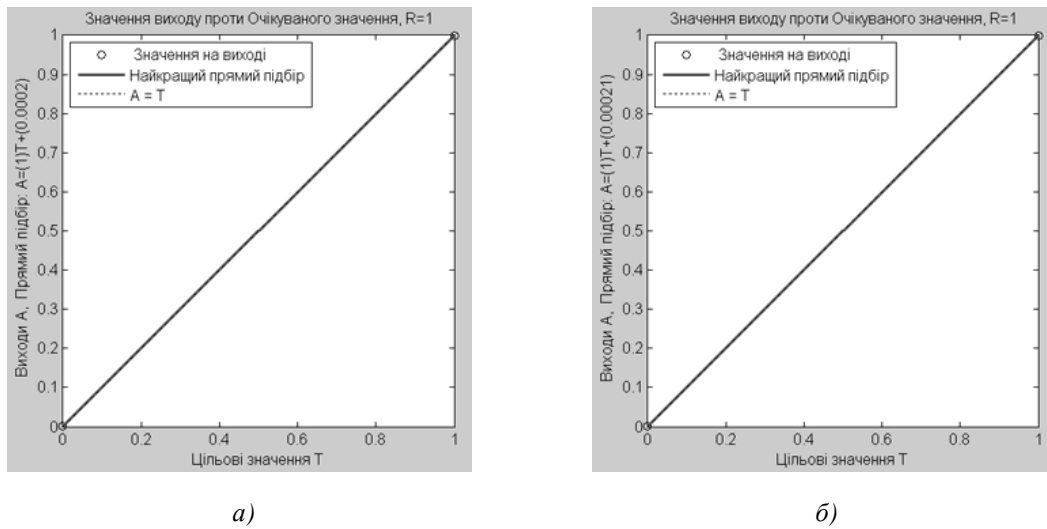 Значення виходу проти Очікуваного значення, R=1
Значення на виході
Найкращий прямий підбір
A = T
Виходи A, Прямий підбір: A=(1)T+(0.0002)
1
0.9
0.8
0.7
0.6
0.5
0.4
0.3
0.2
0.1
0
0 0.2 0.4 0.6 0.8 1
Цільові значення T
а)
Значення виходу проти Очікуваного значення, R=1
Значення на виході
Найкращий прямий підбір
A = T
Виходи A, Прямий підбір: A=(1)T+(0.00021)
1
0.9
0.8
0.7
0.6
0.5
0.4
0.3
0.2
0.1
0
0 0.2 0.4 0.6 0.8 1
Цільові значення T
б)